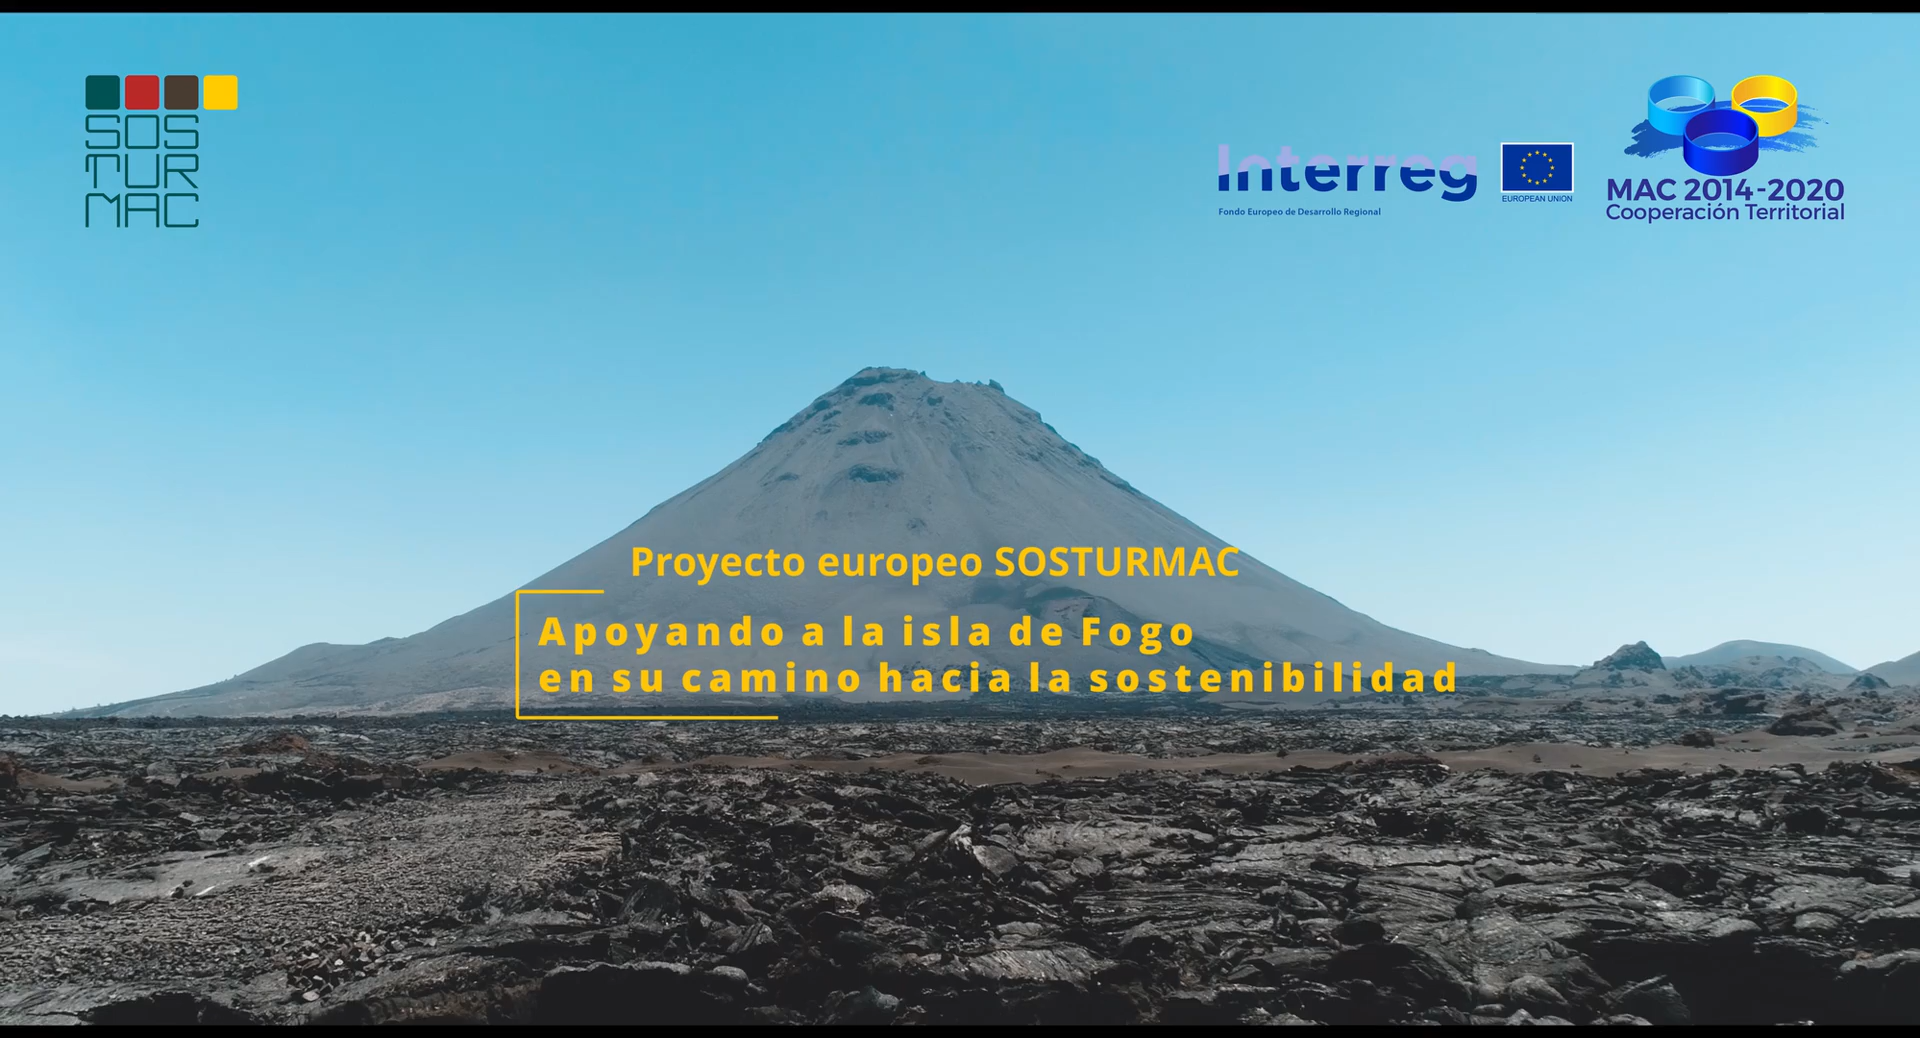 SOS
TUR
MAC
Interreg
Fondo Europeo de Desarrollo Regional
EUROPEAN UNION
MAC 2014-2020
Cooperación Territorial
Proyecto europeo SOSTURMAC
Apoyando a la isla de Fogo
en su camino hacia la sostenibilidad